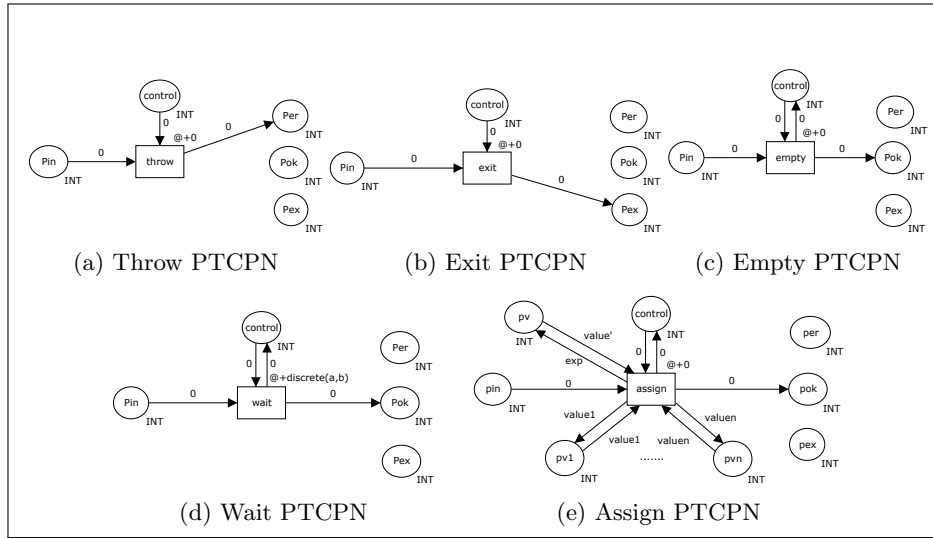 control
INT
0
@+0
Pin
INT
0
throw
0
Per
INT
Pok
INT
Pex
INT
(a) Throw PTCPN
control
INT
0
@+0
Pin
INT
0
exit
0
Per
INT
Pok
INT
Pex
INT
(b) Exit PTCPN
control
INT
0 0
@+0
Pin
INT
0
empty
0
Per
INT
Pok
INT
Pex
INT
(c) Empty PTCPN
control
INT
0 0
@+discrete(a,b)
Pin
INT
0
wait
0
Per
INT
Pok
INT
Pex
INT
(d) Wait PTCPN
pv
INT
value'
exp
control
INT
0 0
@+0
pin
INT
0
assign
0
per
INT
pok
INT
pex
INT
value1 value1 valuen valuen
pv1
INT
.......
pvn
INT
(e) Assign PTCPN